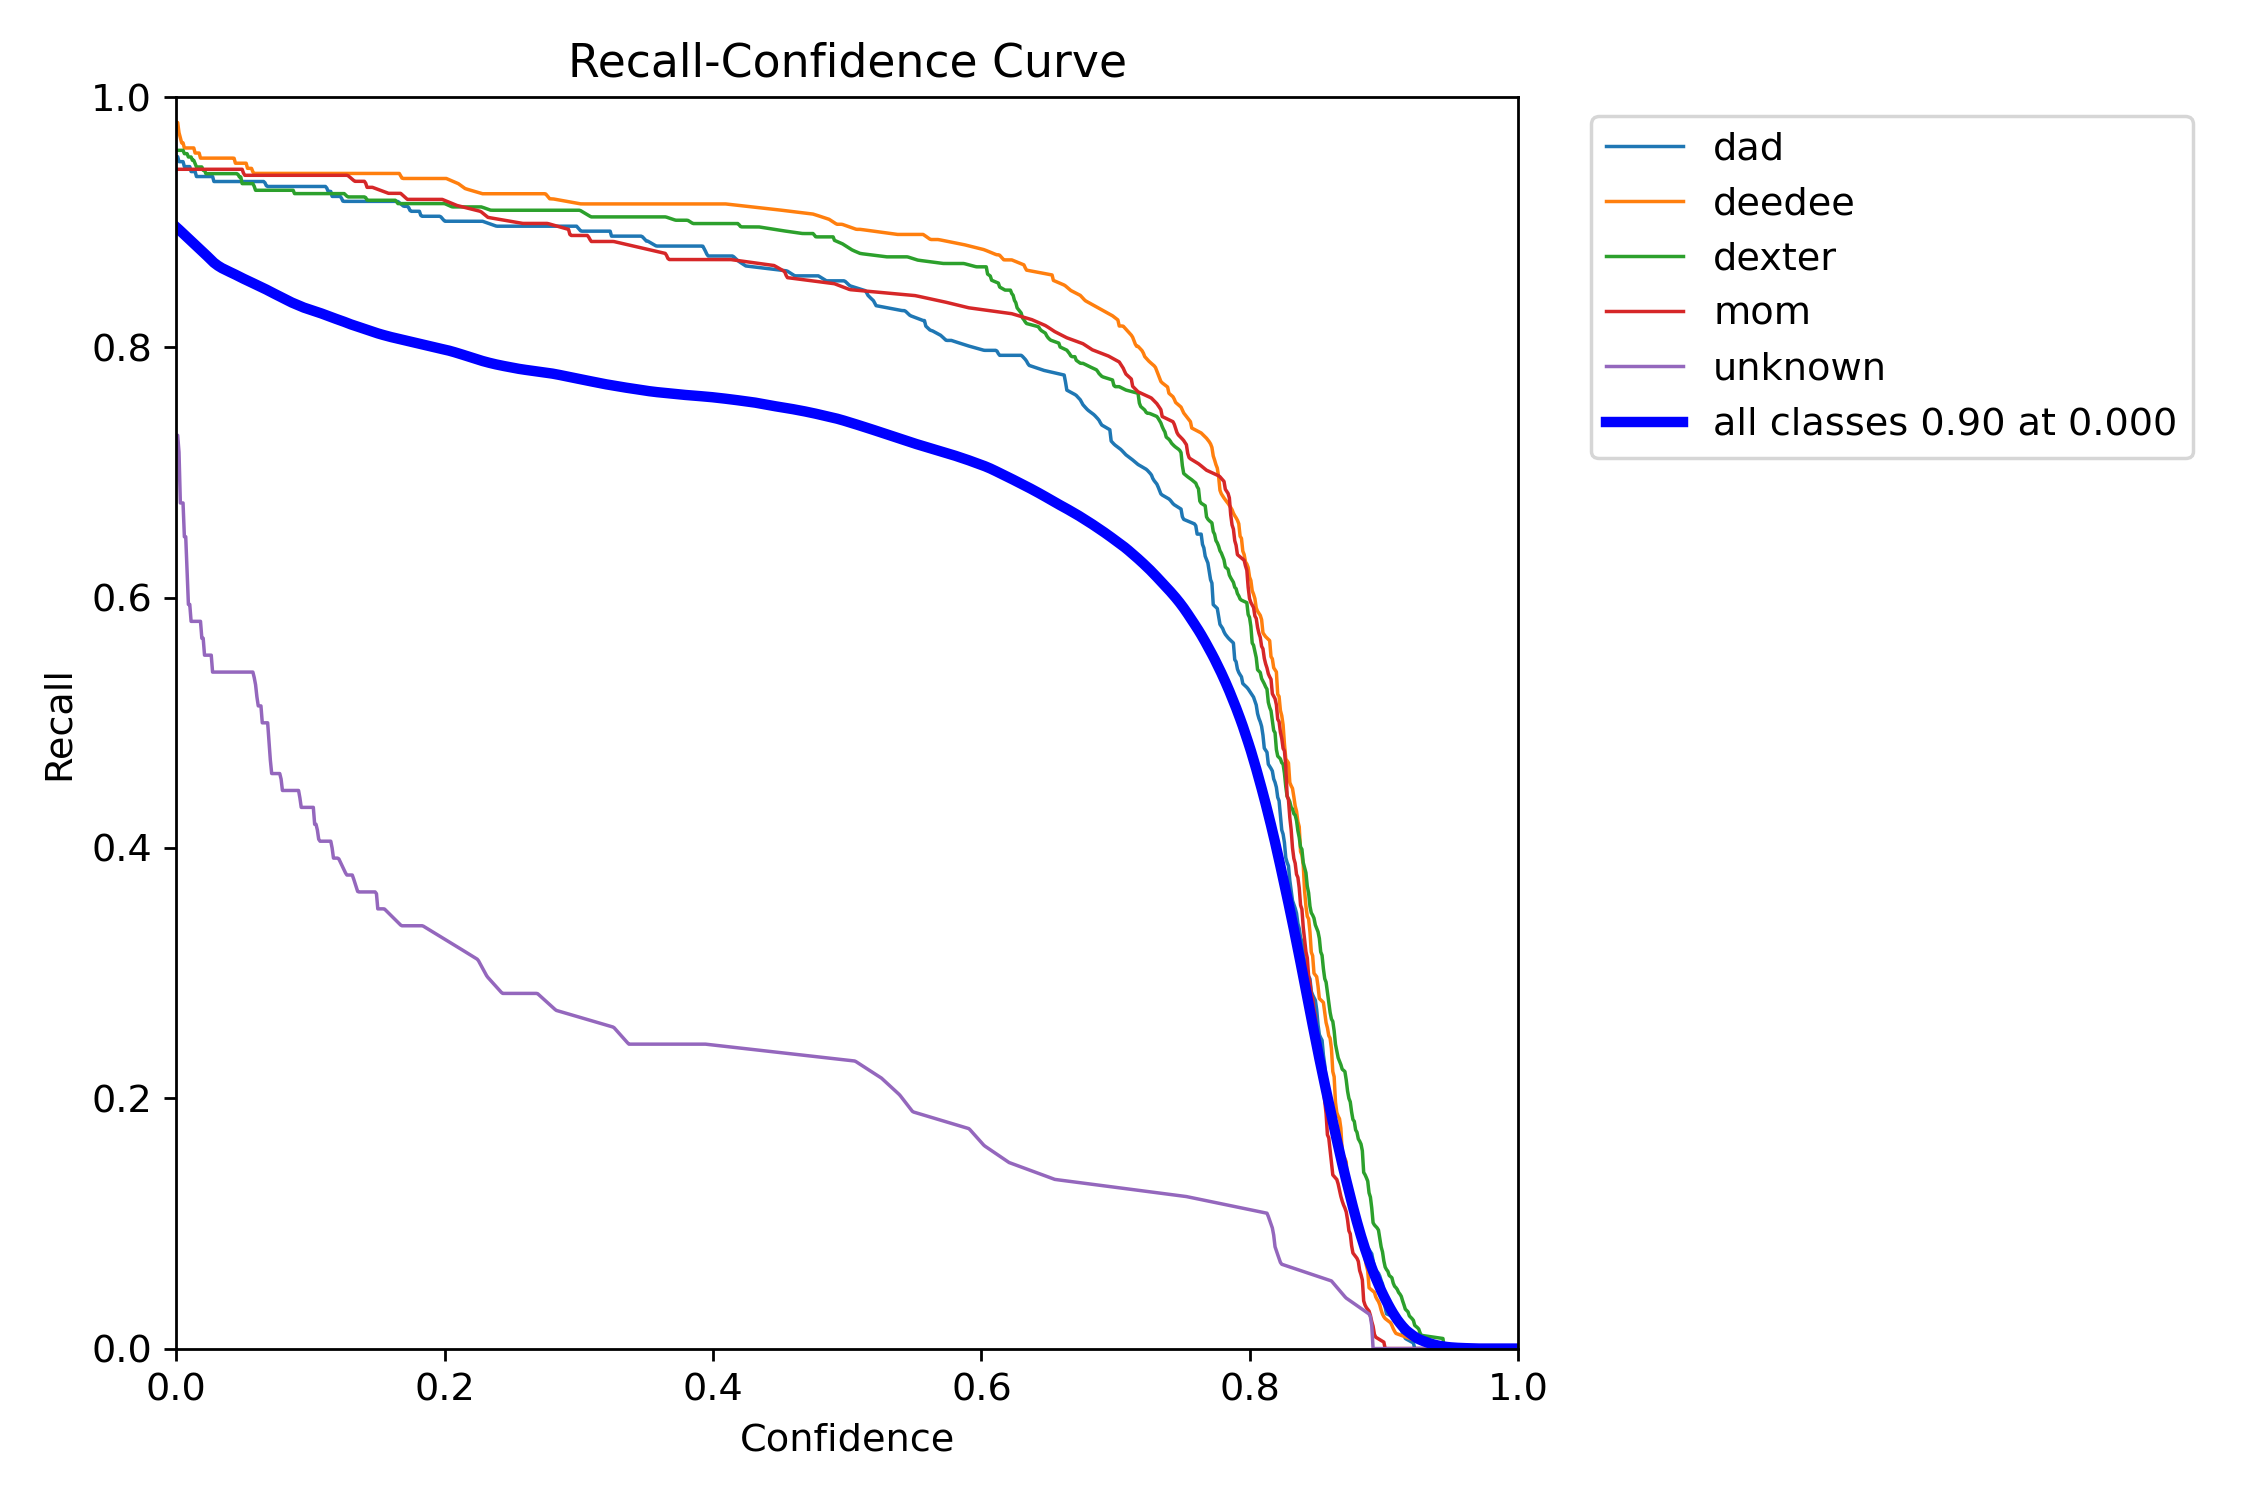 Recall-Confidence Curve
1.0
0.8
0.6
0.4
0.2
0.0
Recall
0.0 0.2 0.4 0.6 0.8 1.0
Confidence
dad
deedee
dexter
mom
unknown
all classes 0.90 at 0.000